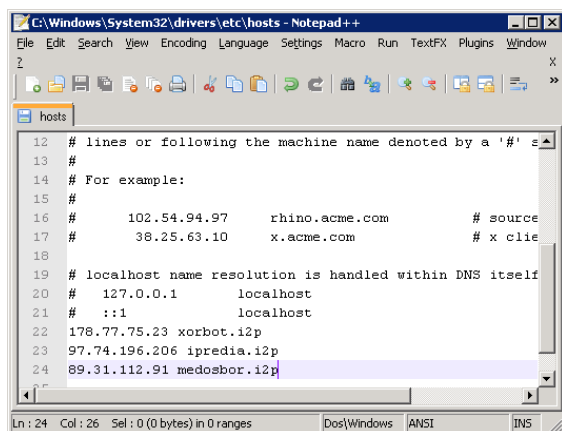 C:\Windows\System32\drivers\etc\hosts - Notepad++
File Edit Search View Encoding Language Settings Macro Run TextFX Plugins Window
? X
hosts
12 # lines or following the machine name denoted by a '#' s
13 #
14 # For example:
15 #
16 # 102.54.94.97 rhino.acme.com # source
17 # 38.25.63.10 x.acme.com # x clie
18
19 # localhost name resolution is handled within DNS itself
20 # 127.0.0.1 localhost
21 # ::1 localhost
22 178.77.75.23 xorbot.i2p
23 97.74.196.206 ipredia.i2p
24 89.31.112.91 medosbor.i2p
Ln : 24 Col : 26 Sel : 0 (0 bytes) in 0 ranges Dos\Windows ANSI INS